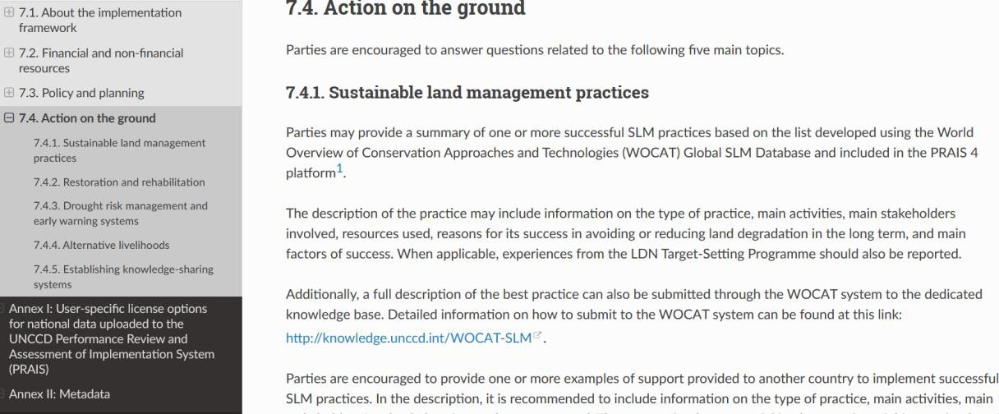 7.1. About the implementation
framework
7.2. Financial and non-financial
resources
7.3. Policy and planning
7.4. Action on the ground
7.4.1. Sustainable land management
practices
7.4.2. Restoration and rehabilitation
7.4.3. Drought risk management and
early warning systems
7.4.4. Alternative livelihoods
7.4.5. Establishing knowledge-sharing
systems
Annex I: User-specific license options
for national data uploaded to the
UNCCD Performance Review and
Assessment of Implementation System
(PRAIS)
Annex II: Metadata
7.4. Action on the ground
Parties are encouraged to answer questions related to the following five main topics.
7.4.1. Sustainable land management practices
Parties may provide a summary of one or more successful SLM practices based on the list developed using the World
Overview of Conservation Approaches and Technologies (WOCAT) Global SLM Database and included in the PRAIS 4
platform1.
The description of the practice may include information on the type of practice, main activities, main stakeholders
involved, resources used, reasons for its success in avoiding or reducing land degradation in the long term, and main
factors of success. When applicable, experiences from the LDN Target-Setting Programme should also be reported.
Additionally, a full description of the best practice can also be submitted through the WOCAT system to the dedicated
knowledge base. Detailed information on how to submit to the WOCAT system can be found at this link:
http://knowledge.unccd.int/WOCAT-SLM.
Parties are encouraged to provide one or more examples of support provided to another country to implement successful
SLM practices. In the description, it is recommended to include information on the type of practice, main activities, main